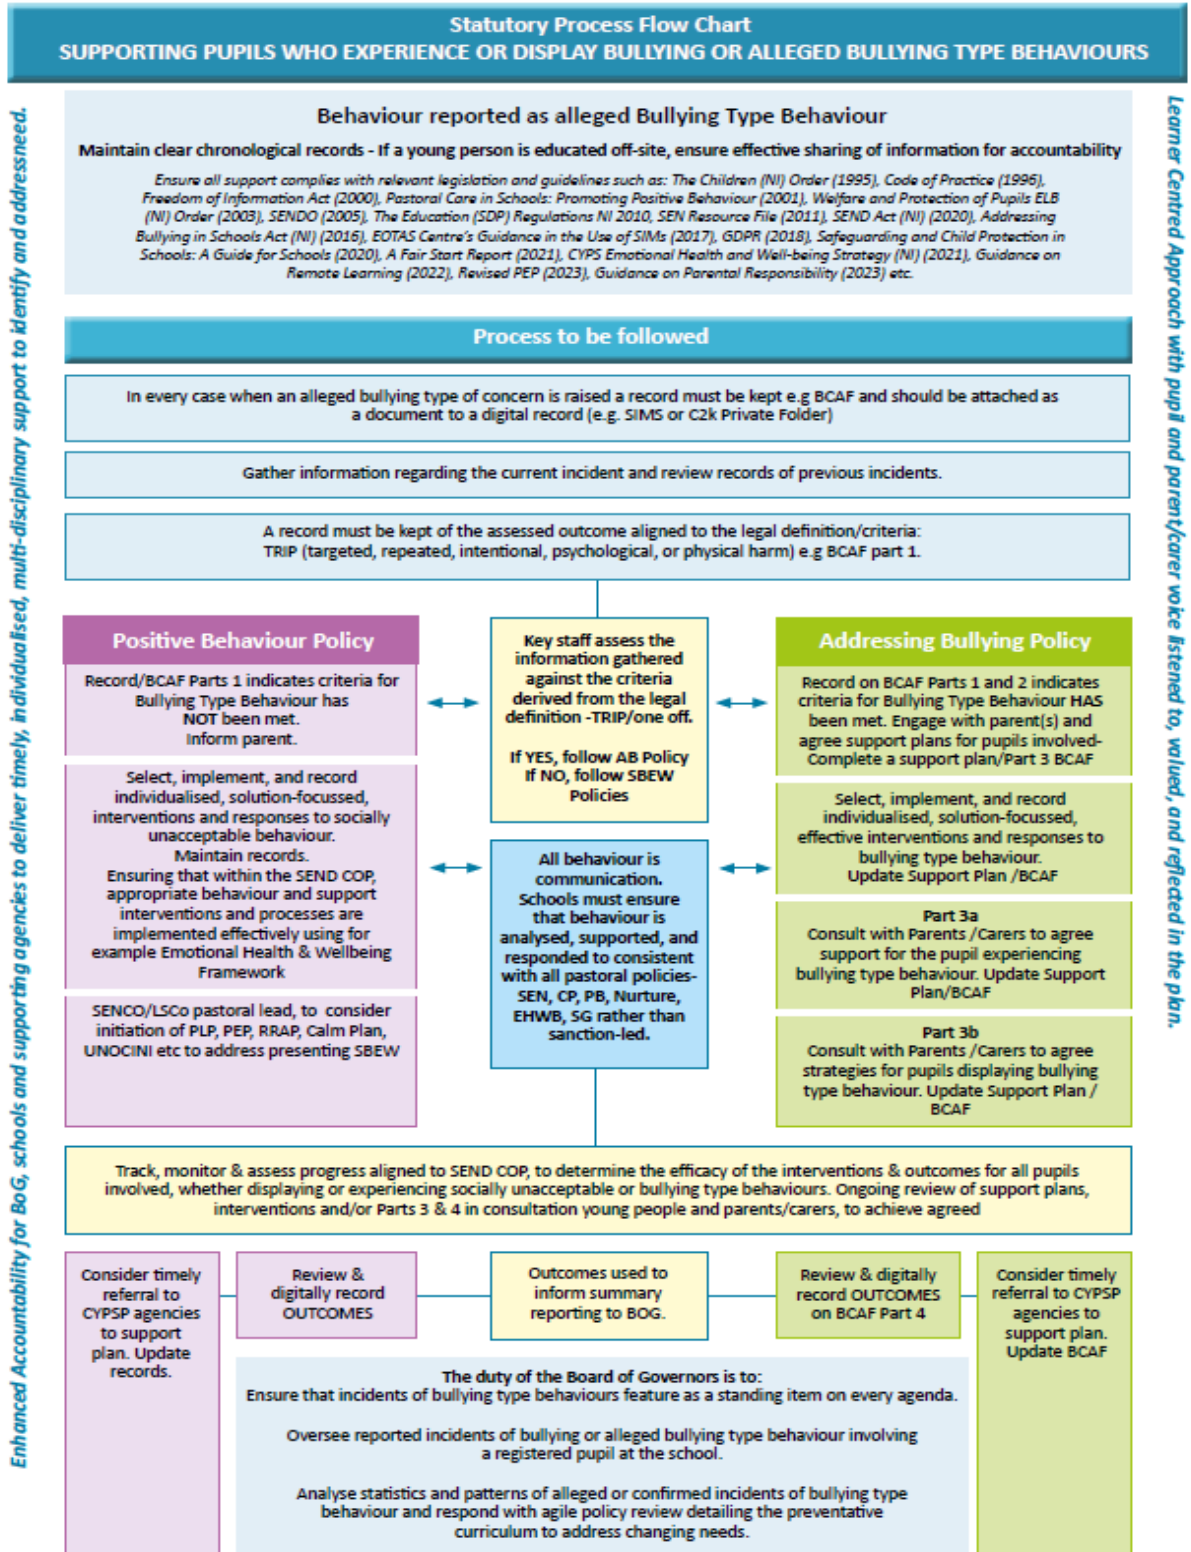 Statutory Process Flow Chart
SUPPORTING PUPILS WHO EXPERIENCE OR DISPLAY BULLYING OR ALLEGED BULLYING TYPE BEHAVIOURS
Enhanced Accountability for BoG, schools and supporting agencies to deliver timely, individualised, multi-disciplinary support to identify and addressneed.
Learner Centred Approach with pupil and parent/carer voice listened to, valued, and reflected in the plan.
Behaviour reported as alleged Bullying Type Behaviour
Maintain clear chronological records - If a young person is educated off-site, ensure effective sharing of information for accountability
Ensure all support complies with relevant legislation and guidelines such as: The Children (NI) Order (1995), Code of Practice (1996),
Freedom of Information Act (2000), Pastoral Care in Schools: Promoting Positive Behaviour (2001), Welfare and Protection of Pupils ELB
(NI) Order (2003), SENDO (2005), The Education (SDP) Regulations NI 2010, SEN Resource File (2011), SEND Act (NI) (2020), Addressing
Bullying in Schools Act (NI) (2016), EOTAS Centre's Guidance in the Use of SIMs (2017), GDPR (2018), Safeguarding and Child Protection in
Schools: A Guide for Schools (2020), A Fair Start Report (2021), CYPS Emotional Health and Well-being Strategy (NI) (2021), Guidance on
Remote Learning (2022), Revised PEP (2023), Guidance on Parental Responsibility (2023) etc.
Process to be followed
In every case when an alleged bullying type of concern is raised a record must be kept e.g BCAF and should be attached as
a document to a digital record (e.g. SIMS or C2k Private Folder)
Gather information regarding the current incident and review records of previous incidents.
A record must be kept of the assessed outcome aligned to the legal definition/criteria:
TRIP (targeted, repeated, intentional, psychological, or physical harm) e.g BCAF part 1.
Positive Behaviour Policy
Record/BCAF Parts 1 indicates criteria for
Bullying Type Behaviour has
NOT been met.
Inform parent.
Select, implement, and record
individualised, solution-focussed,
interventions and responses to socially
unacceptable behaviour.
Maintain records.
Ensuring that within the SEND COP,
appropriate behaviour and support
interventions and processes are
implemented effectively using for
example Emotional Health & Wellbeing
Framework
SENCO/LSCo pastoral lead, to consider
initiation of PLP, PEP, RRAP, Calm Plan,
UNOCINI etc to address presenting SBEW
Key staff assess the
information gathered
against the criteria
derived from the legal
definition -TRIP/one off.
If YES, follow AB Policy
If NO, follow SBEW
Policies
All behaviour is
communication.
Schools must ensure
that behaviour is
analysed, supported, and
responded to consistent
with all pastoral policies-
SEN, CP, PB, Nurture,
EHWB, SG rather than
sanction-led.
Addressing Bullying Policy
Record on BCAF Parts 1 and 2 indicates
criteria for Bullying Type Behaviour HAS
been met. Engage with parent(s) and
agree support plans for pupils involved-
Complete a support plan/Part 3 BCAF
Select, implement, and record
individualised, solution-focussed,
effective interventions and responses to
bullying type behaviour.
Update Support Plan /BCAF
Part 3a
Consult with Parents /Carers to agree
support for the pupil experiencing
bullying type behaviour. Update Support
Plan/BCAF
Part 3b
Consult with Parents /Carers to agree
strategies for pupils displaying bullying
type behaviour. Update Support Plan /
BCAF
Track, monitor & assess progress aligned to SEND COP, to determine the efficacy of the interventions & outcomes for all pupils
involved, whether displaying or experiencing socially unacceptable or bullying type behaviours. Ongoing review of support plans,
interventions and/or Parts 3 & 4 in consultation young people and parents/carers, to achieve agreed
Consider timely
referral to
CYPSP agencies
to support
plan. Update
records.
Review &
digitally record
OUTCOMES
Outcomes used to
inform summary
reporting to BOG.
Review & digitally
record OUTCOMES
on BCAF Part 4
Consider timely
referral to CYPSP
agencies to
support plan.
Update BCAF
The duty of the Board of Governors is to:
Ensure that incidents of bullying type behaviours feature as a standing item on every agenda.
Oversee reported incidents of bullying or alleged bullying type behaviour involving
a registered pupil at the school.
Analyse statistics and patterns of alleged or confirmed incidents of bullying type
behaviour and respond with agile policy review detailing the preventative
curriculum to address changing needs.